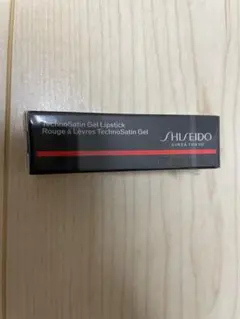 TechnoSatin Gel Lipstick
Rouge à Lèvres TechnoSatin Gel
SHISEIDO
GINZA TOKYO